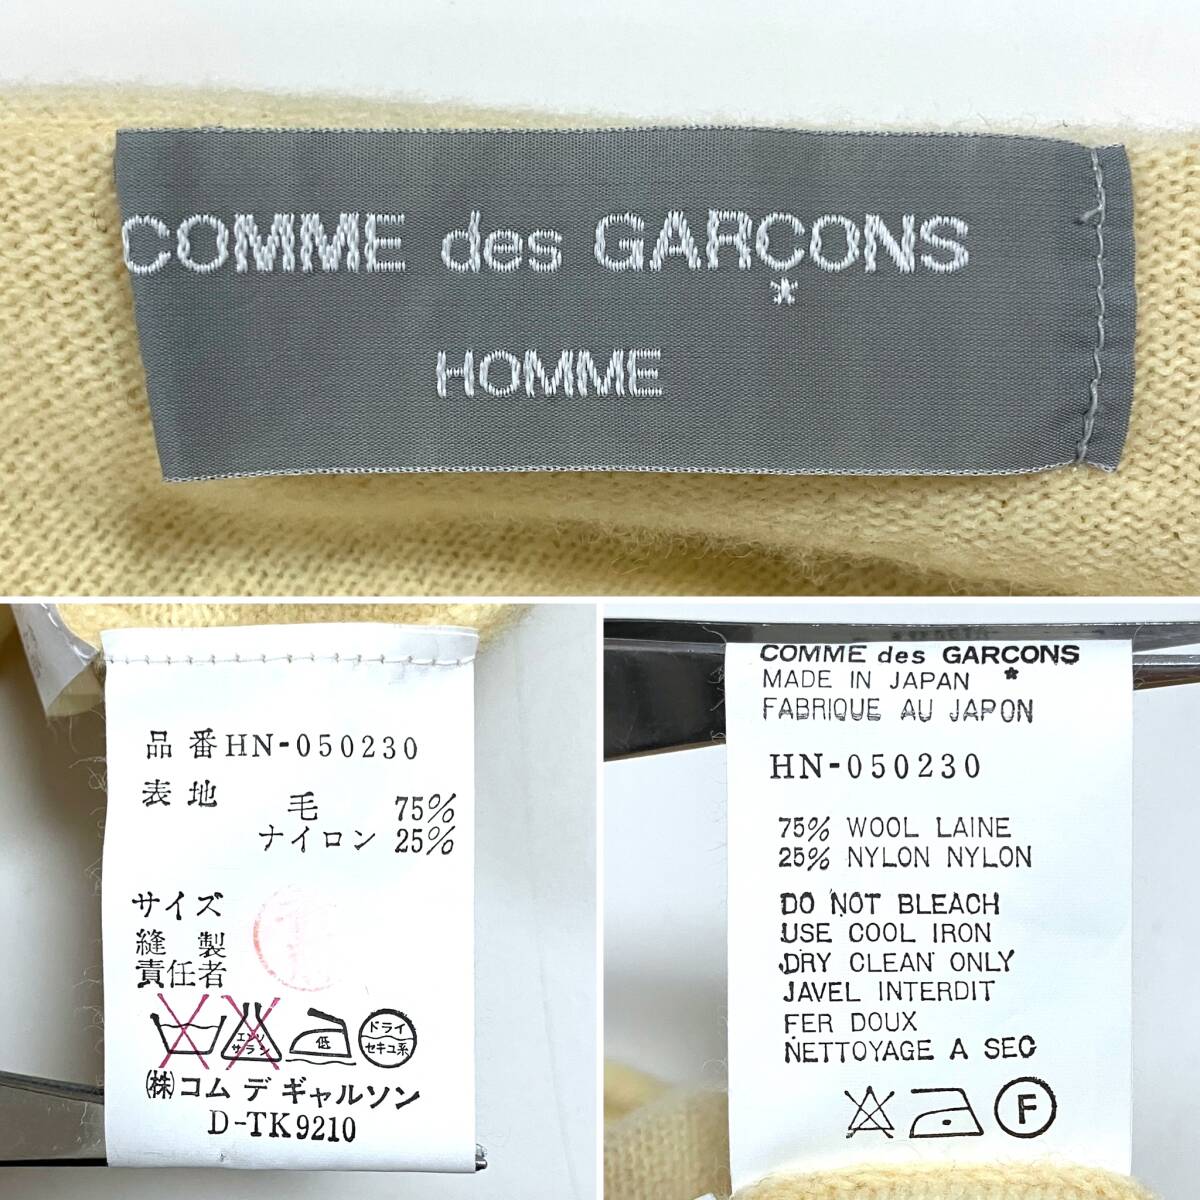 COMME des GARÇONS
HOMME
品番 HN-050230
表地
毛 75%
ナイロン 25%
サイズ
縫製
責任者
エンソ
サラシ
低
ドライ
セキユ系
(株)コム デ ギャルソン
D-TK9210
COMME des GARÇONS
MADE IN JAPAN
FABRIQUE AU JAPON
HN-050230
75% WOOL LAINE
25% NYLON NYLON
DO NOT BLEACH
USE COOL IRON
DRY CLEAN ONLY
JAVEL INTERDIT
FER DOUX
NETTOYAGE A SEC
F